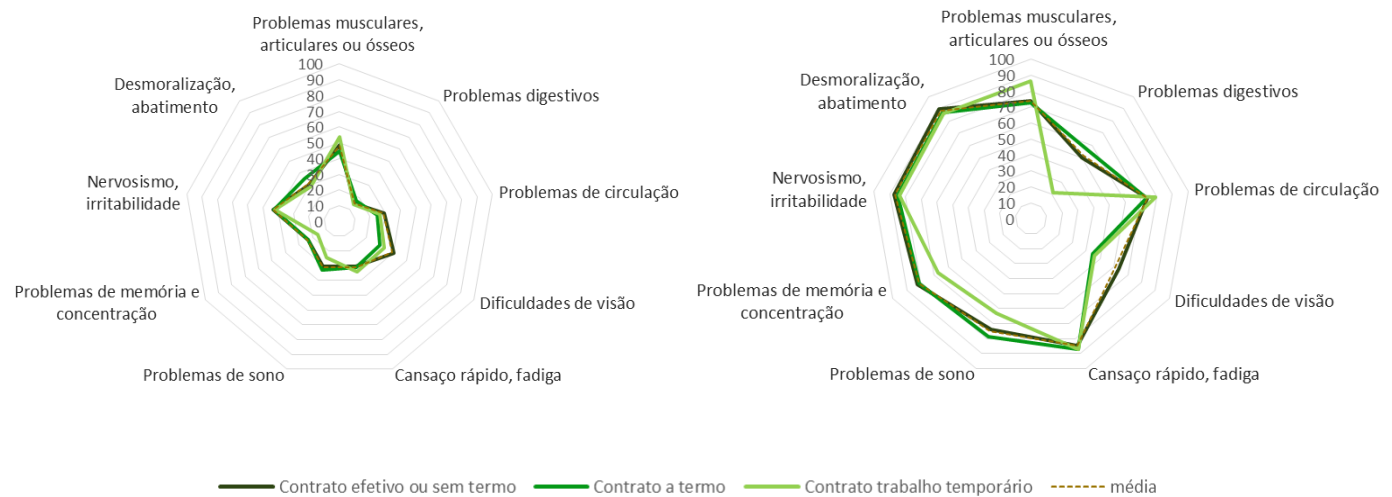 Problemas musculares,
articulares ou ósseos
100
90
80
70
60
50
40
30
20
10
0
Problemas digestivos
Problemas de circulação
Dificuldades de visão
Cansaço rápido, fadiga
Problemas de sono
Problemas de memória e
concentração
Nervosismo,
irritabilidade
Desmoralização,
abatimento
Problemas musculares,
articulares ou ósseos
100
90
80
70
60
50
40
30
20
10
0
Problemas digestivos
Problemas de circulação
Dificuldades de visão
Cansaço rápido, fadiga
Problemas de sono
Problemas de memória e
concentração
Nervosismo,
irritabilidade
Desmoralização,
abatimento
Contrato efetivo ou sem termo
Contrato a termo
Contrato trabalho temporário
média